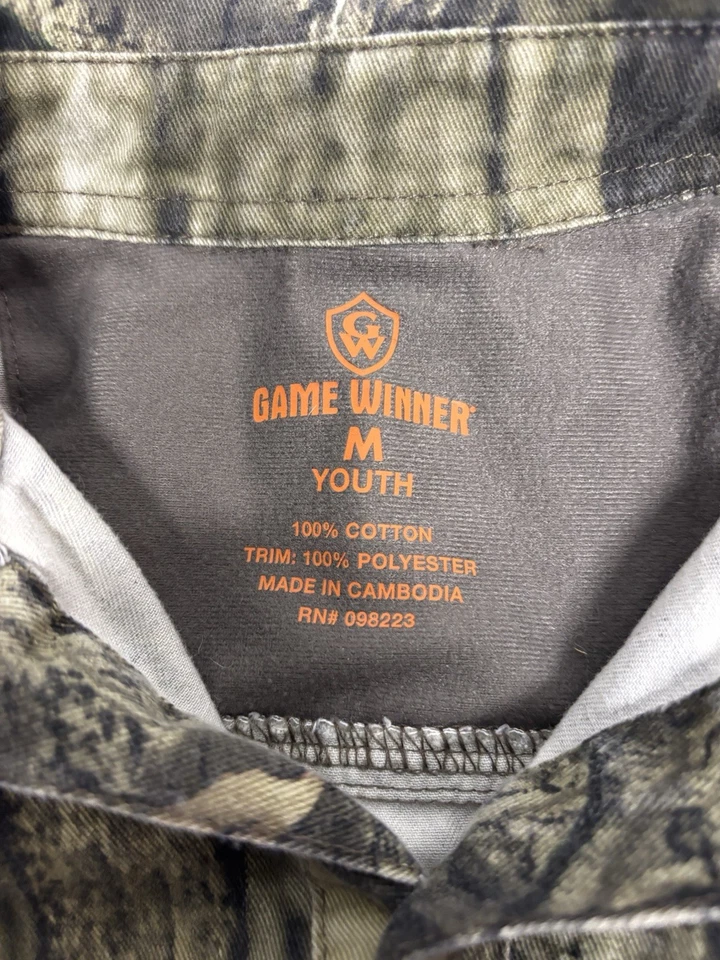 GW
GAME WINNER
M
YOUTH
100% COTTON
TRIM: 100% POLYESTER
MADE IN CAMBODIA
RN# 098223